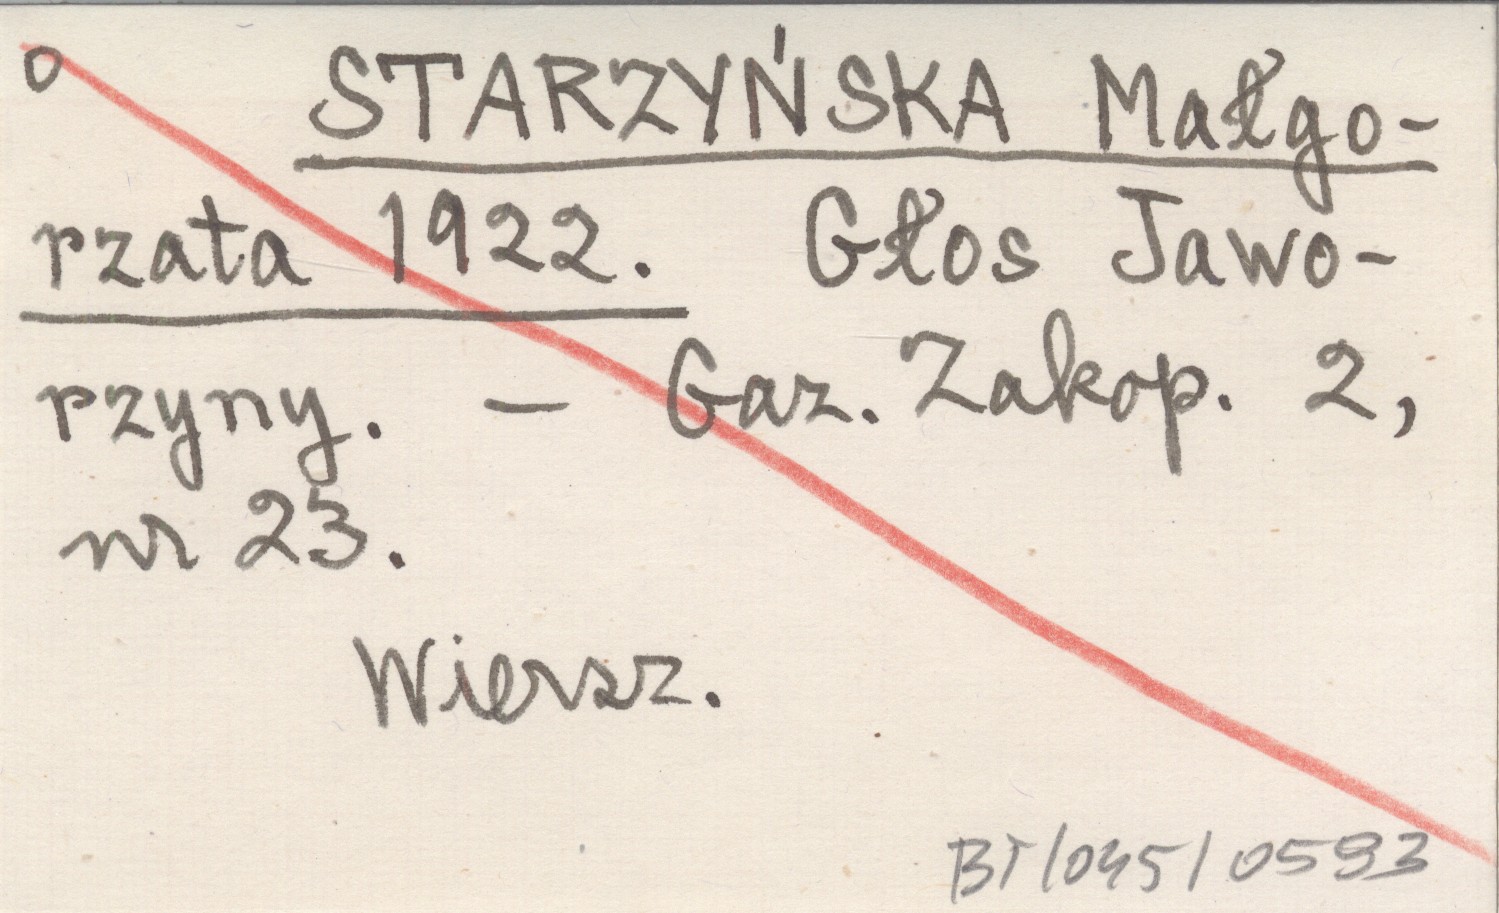 o STARZYŃSKA Małgo-
rzata 1922. Głos Jawo-
rzyny. — Gaz. Zakop. 2,
nr 23.
Wiersz.
BT/045/0593